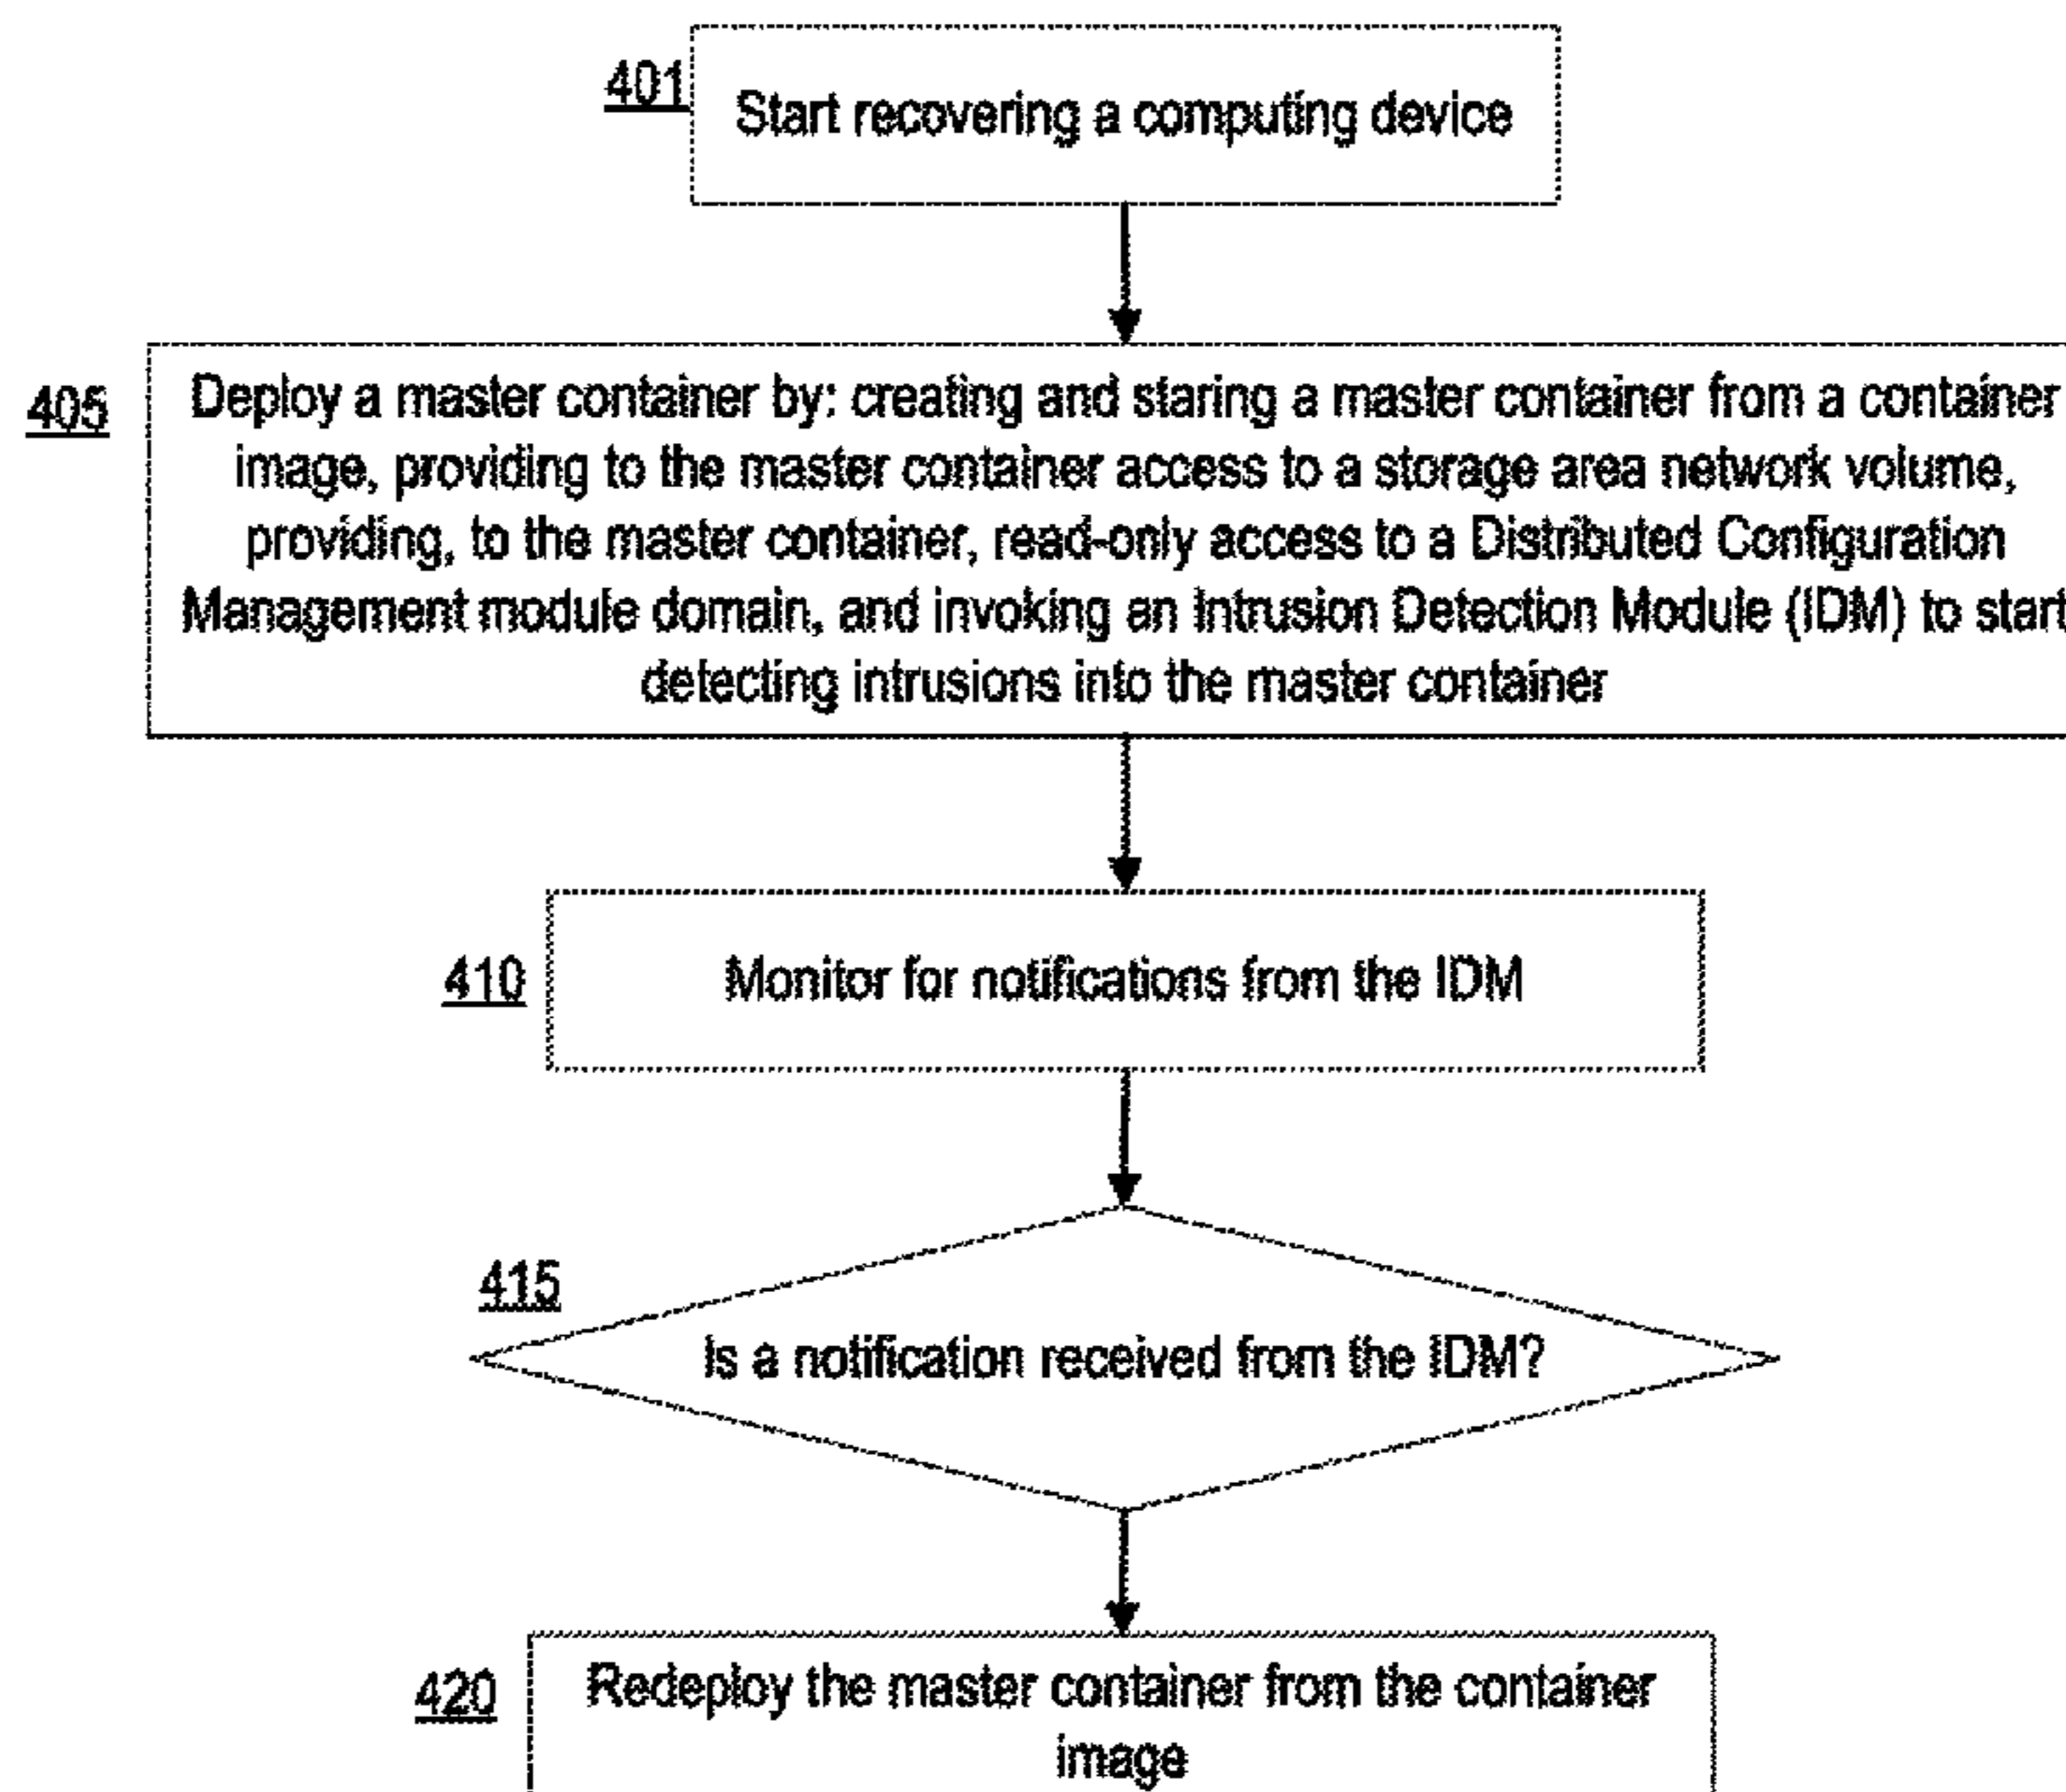 401
Start recovering a computing device
405
Deploy a master container by: creating and staring a master container from a container
image, providing to the master container access to a storage area network volume,
providing, to the master container, read-only access to a Distributed Configuration
Management module domain, and invoking an Intrusion Detection Module (IDM) to start
detecting intrusions into the master container
410
Monitor for notifications from the IDM
415
Is a notification received from the IDM?
420
Redeploy the master container from the container
image